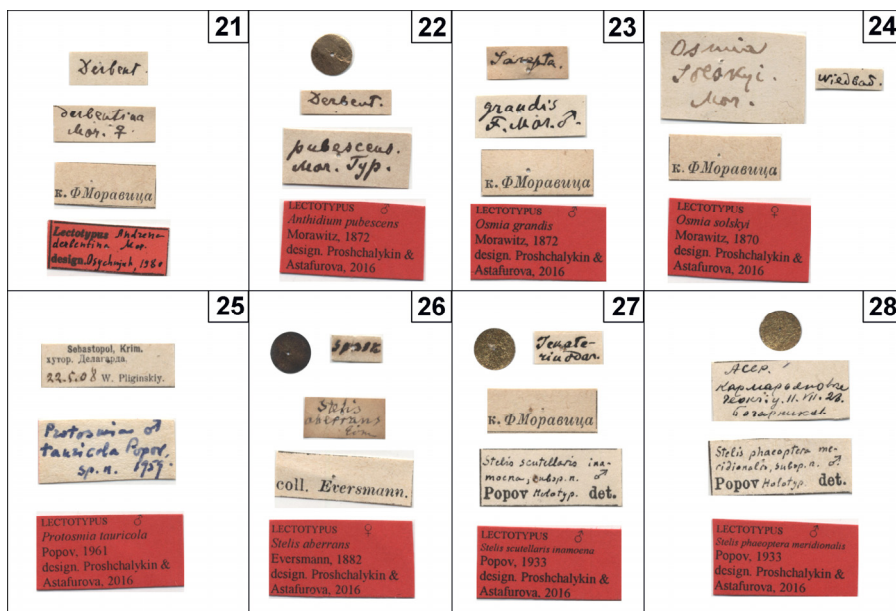 21
Derbent.
derbentina
Mor. ♀
к. ФМоравица
Lectotypus Andrena
derbentina Mor.
design. Osytshnjuk, 1980
22
Derbent.
pubescens.
Mor. Typ.
LECTOTYPUS ♂
Anthidium pubescens
Morawitz, 1872
design. Proshchalykin &
Astafurova, 2016
23
Sarepta.
grandis
F. Mor. ♂.
к. ФМоравица
LECTOTYPUS ♂
Osmia grandis
Morawitz, 1872
design. Proshchalykin &
Astafurova, 2016
24
Osmia
Solskyi.
Mor.
Wiedbad.
к. ФМоравица
LECTOTYPUS ♀
Osmia solskyi
Morawitz, 1870
design. Proshchalykin &
Astafurova, 2016
25
Sebastopol, Krim.
хутор. Делагарда.
22.5.08 W. Pliginskiy.
Protosmia ♂
tauricola Popov,
sp. n. 1959.
LECTOTYPUS ♂
Protosmia tauricola
Popov, 1961
design. Proshchalykin &
Astafurova, 2016
26
Spask
Stelis
aberrans
coll. Eversmann.
LECTOTYPUS ♀
Stelis aberrans
Eversmann, 1882
design. Proshchalykin &
Astafurova, 2016
27
к. ФМоравица
Stelis scutellaris ina-
moena, subsp. n. ♂
Popov Holotyp. det.
LECTOTYPUS ♂
Stelis scutellaris inamoena
Popov, 1933
design. Proshchalykin &
Astafurova, 2016
28
АССР.
Stelis phaeoptera me-
ridionalis, subsp. n. ♂
Popov Holotyp. det.
LECTOTYPUS ♂
Stelis phaeoptera meridionalis
Popov, 1933
design. Proshchalykin &
Astafurova, 2016